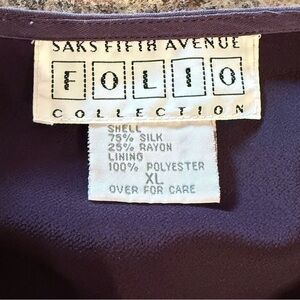 SAKS FIFTH AVENUE
FOLIO
COLLECTION
SHELL
75% SILK
25% RAYON
LINING
100% POLYESTER
XL
OVER FOR CARE